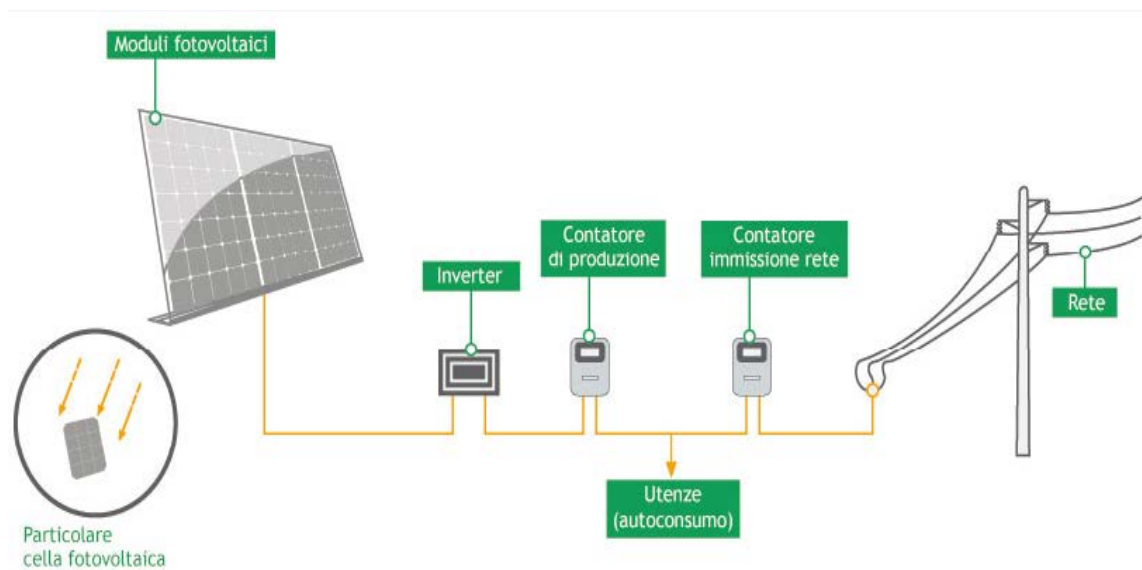 Moduli fotovoltaici
Inverter
Contatore
di produzione
Contatore
immissione rete
Rete
Utenze
(autoconsumo)
Particolare
cella fotovoltaica